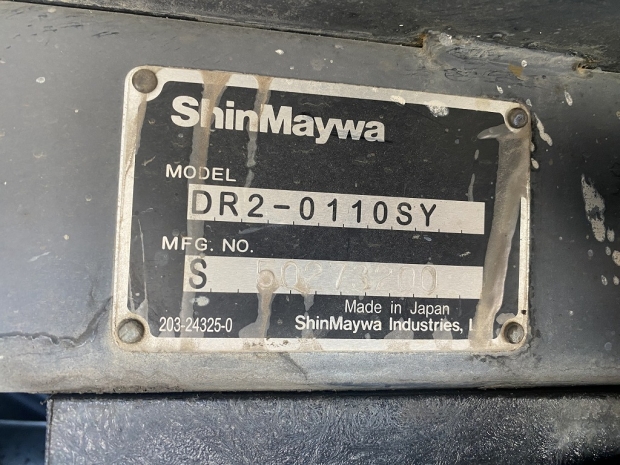 ShinMaywa
MODEL
DR2-0110SY
MFG. NO.
S
Made in Japan
203-24325-0
ShinMaywa Industries,